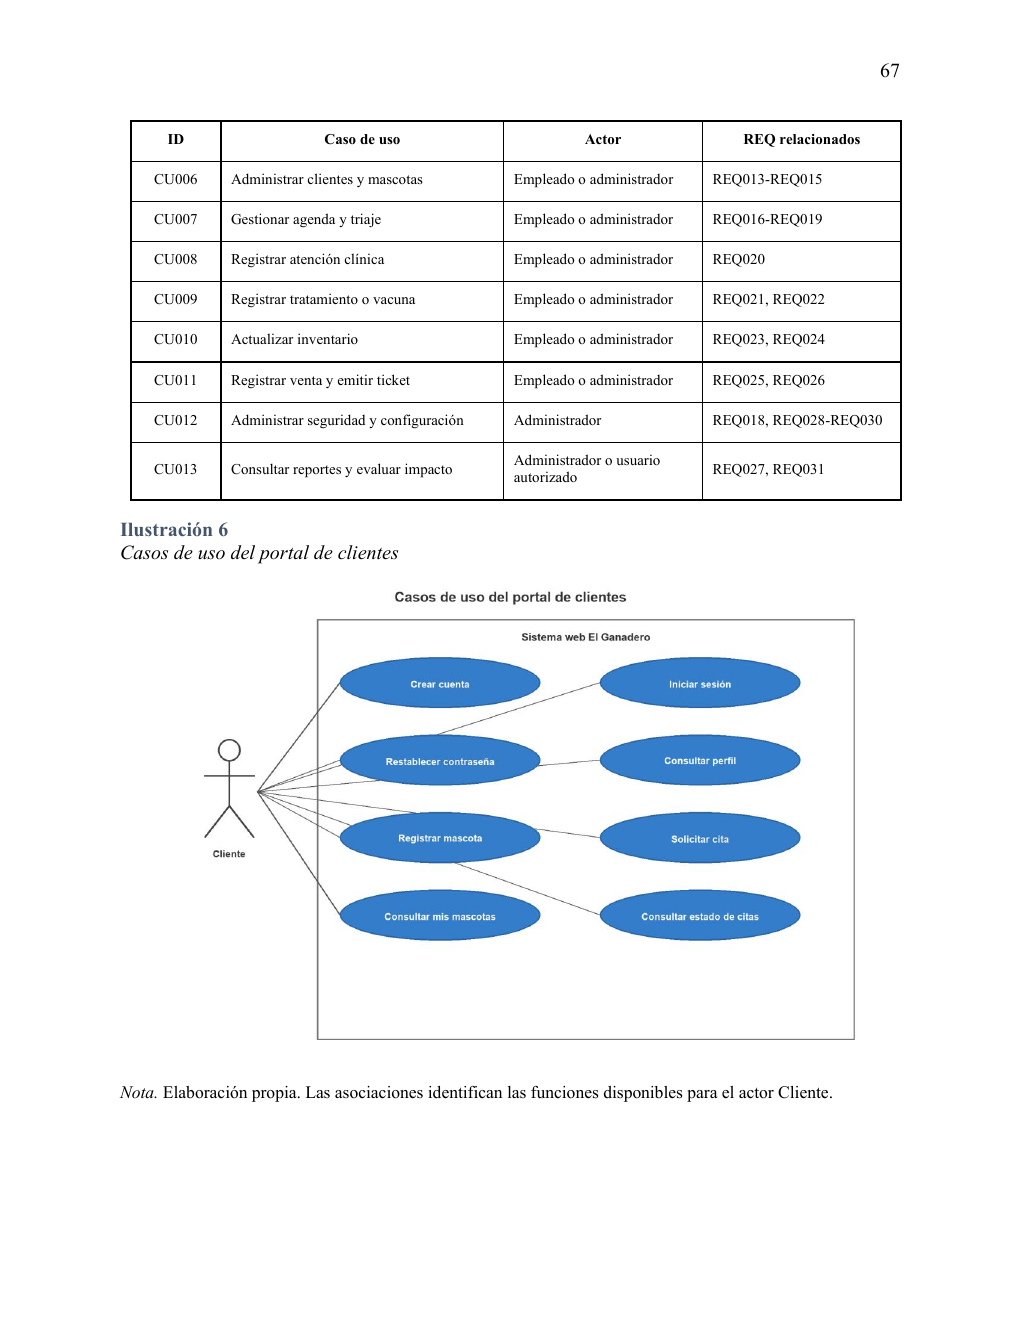 67
ID Caso de uso Actor REQ relacionados
CU006 Administrar clientes y mascotas Empleado o administrador REQ013-REQ015
CU007 Gestionar agenda y triaje Empleado o administrador REQ016-REQ019
CU008 Registrar atención clínica Empleado o administrador REQ020
CU009 Registrar tratamiento o vacuna Empleado o administrador REQ021, REQ022
CU010 Actualizar inventario Empleado o administrador REQ023, REQ024
CU011 Registrar venta y emitir ticket Empleado o administrador REQ025, REQ026
CU012 Administrar seguridad y configuración Administrador REQ018, REQ028-REQ030
CU013 Consultar reportes y evaluar impacto Administrador o usuario autorizado REQ027, REQ031
Ilustración 6
Casos de uso del portal de clientes
Casos de uso del portal de clientes
Sistema web El Ganadero
Crear cuenta Iniciar sesión
Restablecer contraseña Consultar perfil
Registrar mascota Solicitar cita
Cliente
Consultar mis mascotas Consultar estado de citas
Nota. Elaboración propia. Las asociaciones identifican las funciones disponibles para el actor Cliente.